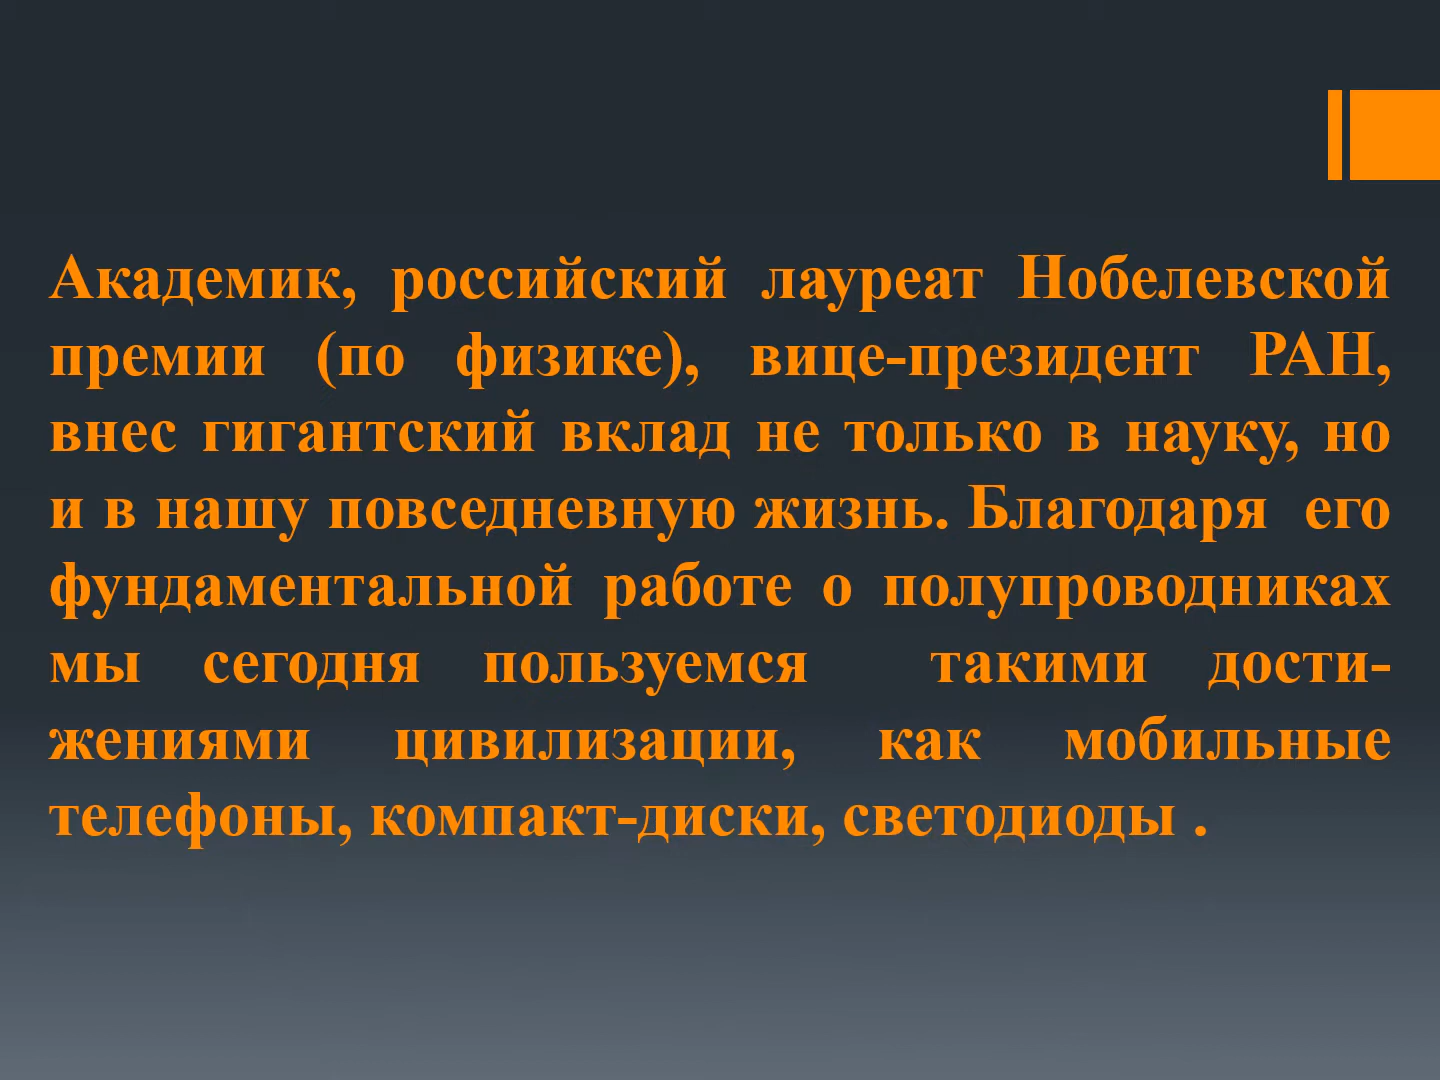 Академик, российский лауреат Нобелевской
премии (по физике), вице-президент РАН,
внес гигантский вклад не только в науку, но
и в нашу повседневную жизнь. Благодаря его
фундаментальной работе о полупроводниках
мы сегодня пользуемся такими дости-
жениями цивилизации, как мобильные
телефоны, компакт-диски, светодиоды .